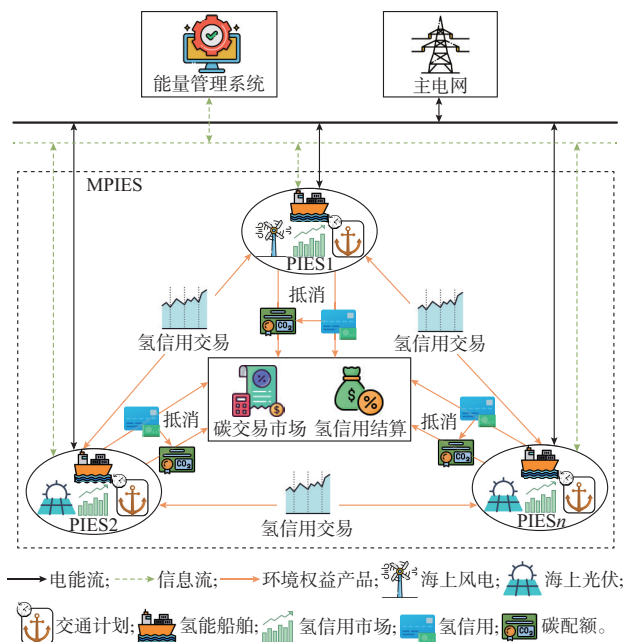 能量管理系统
主电网
MPIES
PIES1
抵消
CO₂
氢信用交易
氢信用交易
碳交易市场
氢信用结算
抵消
CO₂
抵消
CO₂
PIES2
氢信用交易
PIESn
电能流; 信息流; 环境权益产品; 海上风电; 海上光伏;
交通计划; 氢能船舶; 氢信用市场; 氢信用; CO₂ 碳配额。